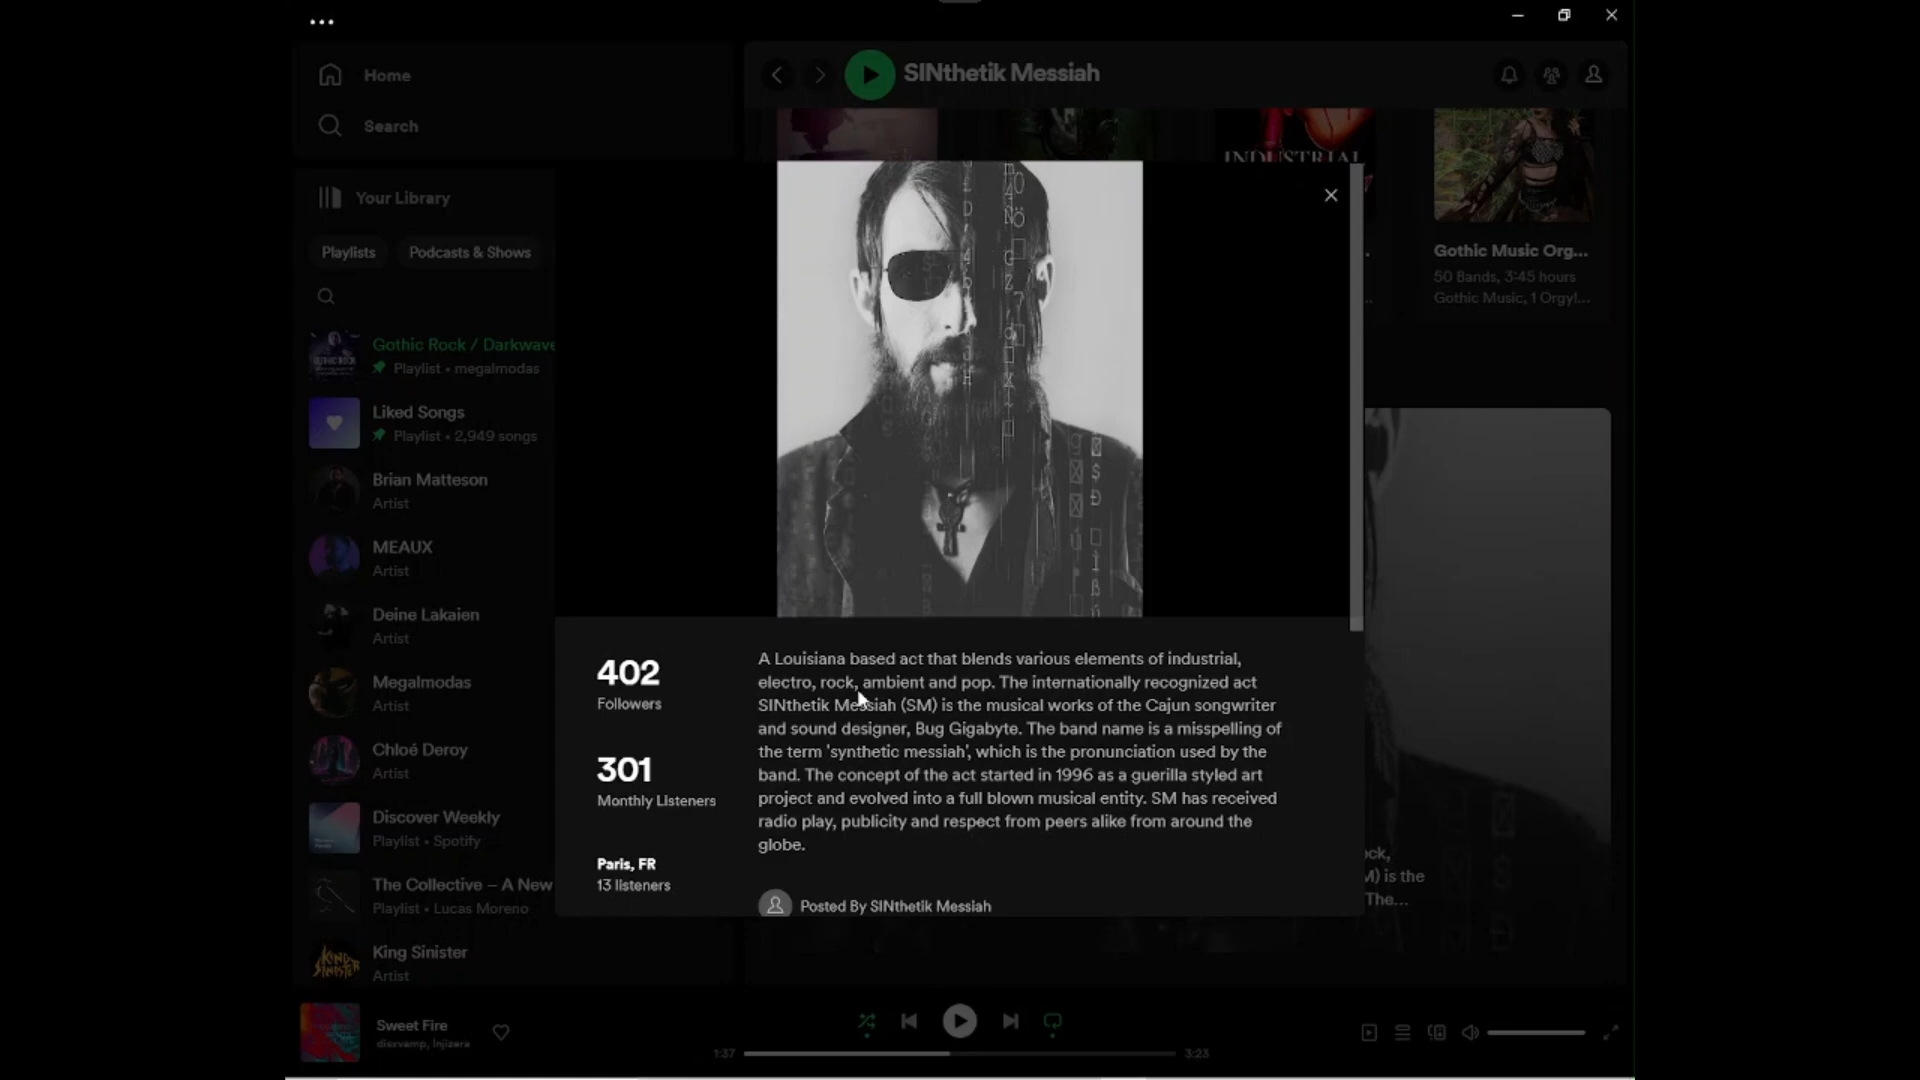 Home
Search
Your Library
Playlists
Podcasts & Shows
Gothic Rock / Darkwave
Playlist • megalmodas
Liked Songs
Playlist • 2,949 songs
Brian Matteson
Artist
MEAUX
Artist
Deine Lakaien
Artist
Megalmodas
Artist
Chloé Deroy
Artist
Discover Weekly
Playlist • Spotify
The Collective – A New
Playlist • Lucas Moreno
King Sinister
Artist
SINthetik Messiah
INDUSTRIAL
Gothic Music Org...
50 Bands, 3:45 hours
Gothic Music, 1 Orgy!...
402
Followers
301
Monthly Listeners
Paris, FR
13 listeners
A Louisiana based act that blends various elements of industrial,
electro, rock, ambient and pop. The internationally recognized act
SINthetik Messiah (SM) is the musical works of the Cajun songwriter
and sound designer, Bug Gigabyte. The band name is a misspelling of
the term 'synthetic messiah', which is the pronunciation used by the
band. The concept of the act started in 1996 as a guerilla styled art
project and evolved into a full blown musical entity. SM has received
radio play, publicity and respect from peers alike from around the
globe.
Posted By SINthetik Messiah
ock,
M) is the
The...
Sweet Fire
disxvamp, Injizera
1:37
3:23